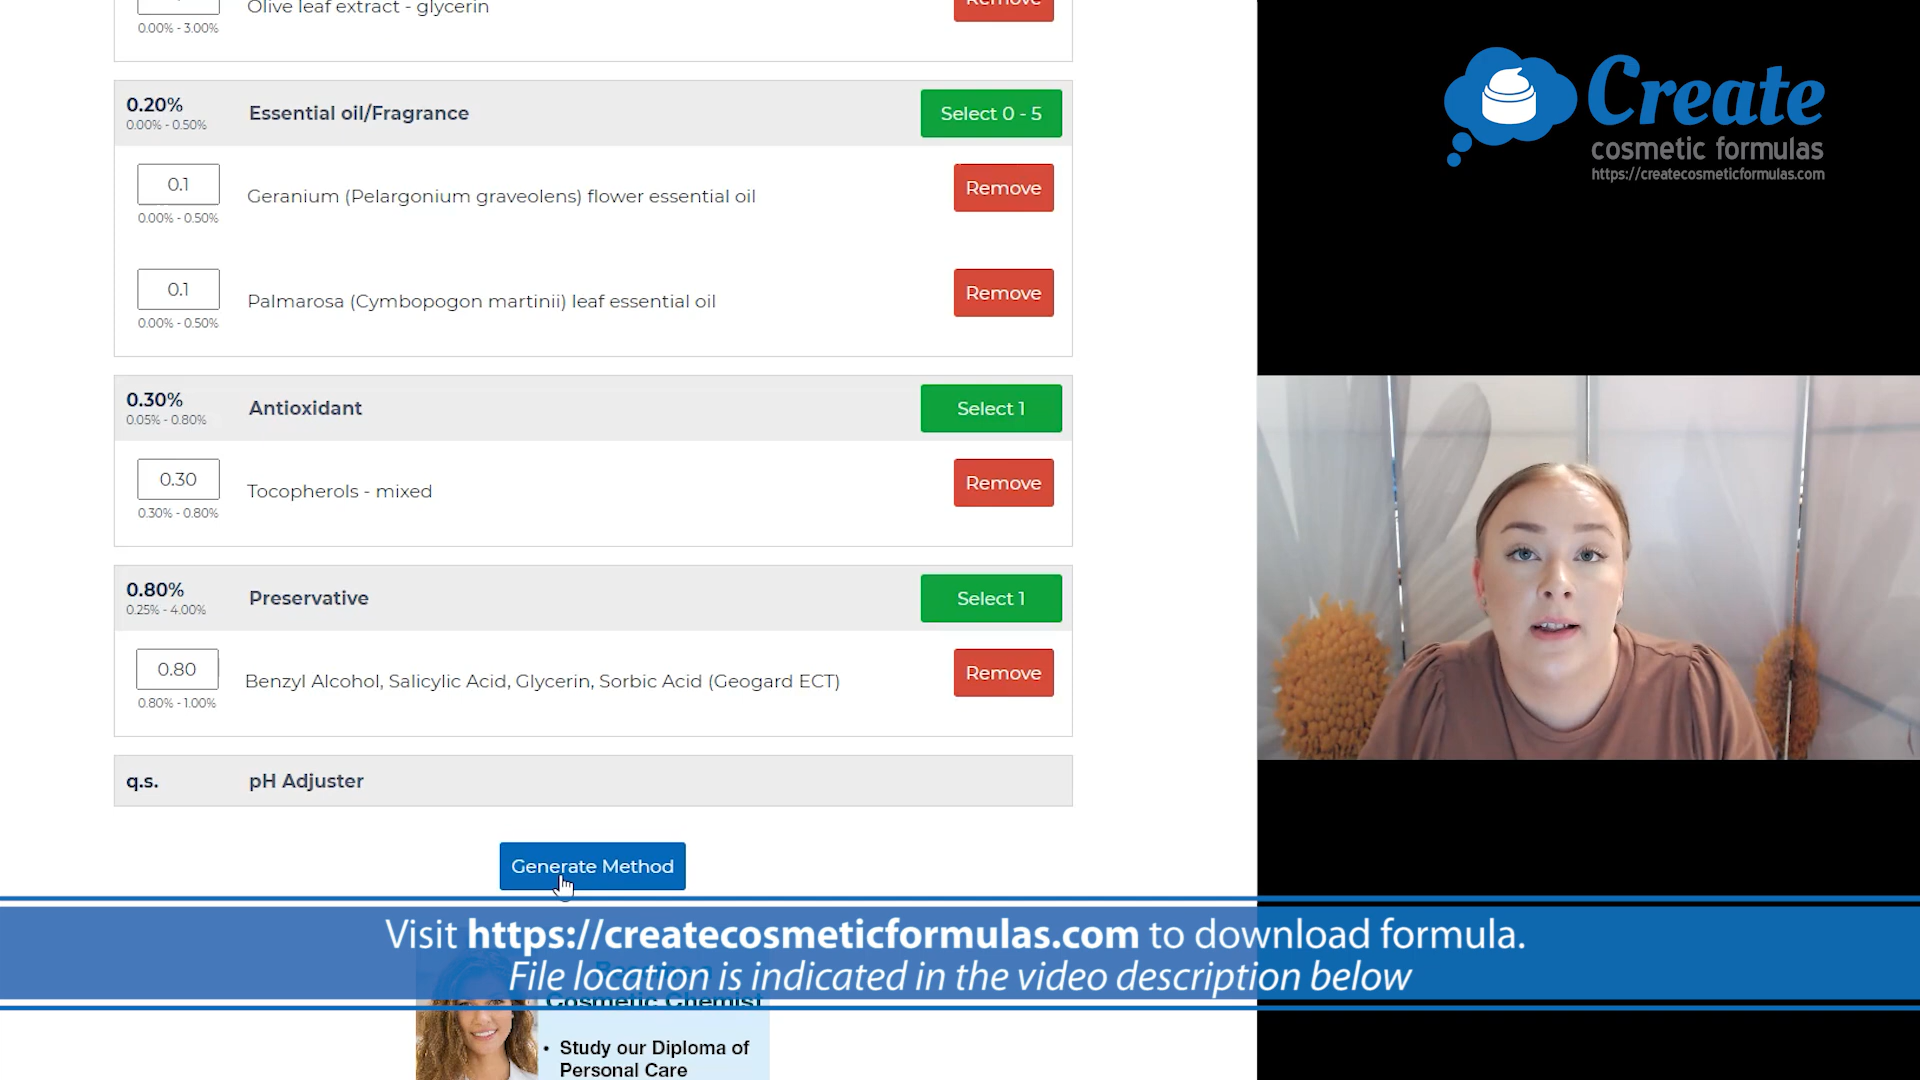 Olive leaf extract - glycerin
Remove
0.00% - 3.00%
0.20%
0.00% - 0.50%
Essential oil/Fragrance
Select 0 - 5
0.1
0.00% - 0.50%
Geranium (Pelargonium graveolens) flower essential oil
Remove
0.1
0.00% - 0.50%
Palmarosa (Cymbopogon martinii) leaf essential oil
Remove
0.30%
0.05% - 0.80%
Antioxidant
Select 1
0.30
0.30% - 0.80%
Tocopherols - mixed
Remove
0.80%
0.25% - 4.00%
Preservative
Select 1
0.80
0.80% - 1.00%
Benzyl Alcohol, Salicylic Acid, Glycerin, Sorbic Acid (Geogard ECT)
Remove
q.s.
pH Adjuster
Generate Method
Create
cosmetic formulas
https://createcosmeticformulas.com
Visit https://createcosmeticformulas.com to download formula.
File location is indicated in the video description below
Cosmetic Chemist
• Study our Diploma of
Personal Care